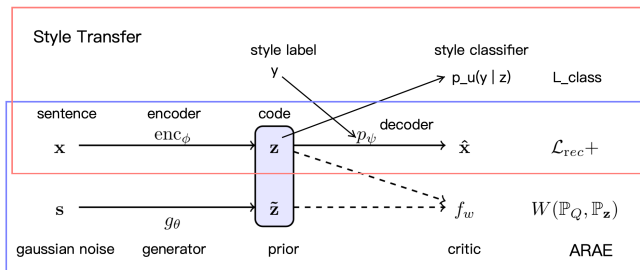 Style Transfer
style label
style classifier
y
p_u(y | z)
L_class
sentence
encoder
code
decoder
x
enc_ϕ
z
p_ψ
x̂
ℒ_rec+
s
g_θ
z̃
f_w
W(ℙ_Q, ℙ_z)
gaussian noise
generator
prior
critic
ARAE